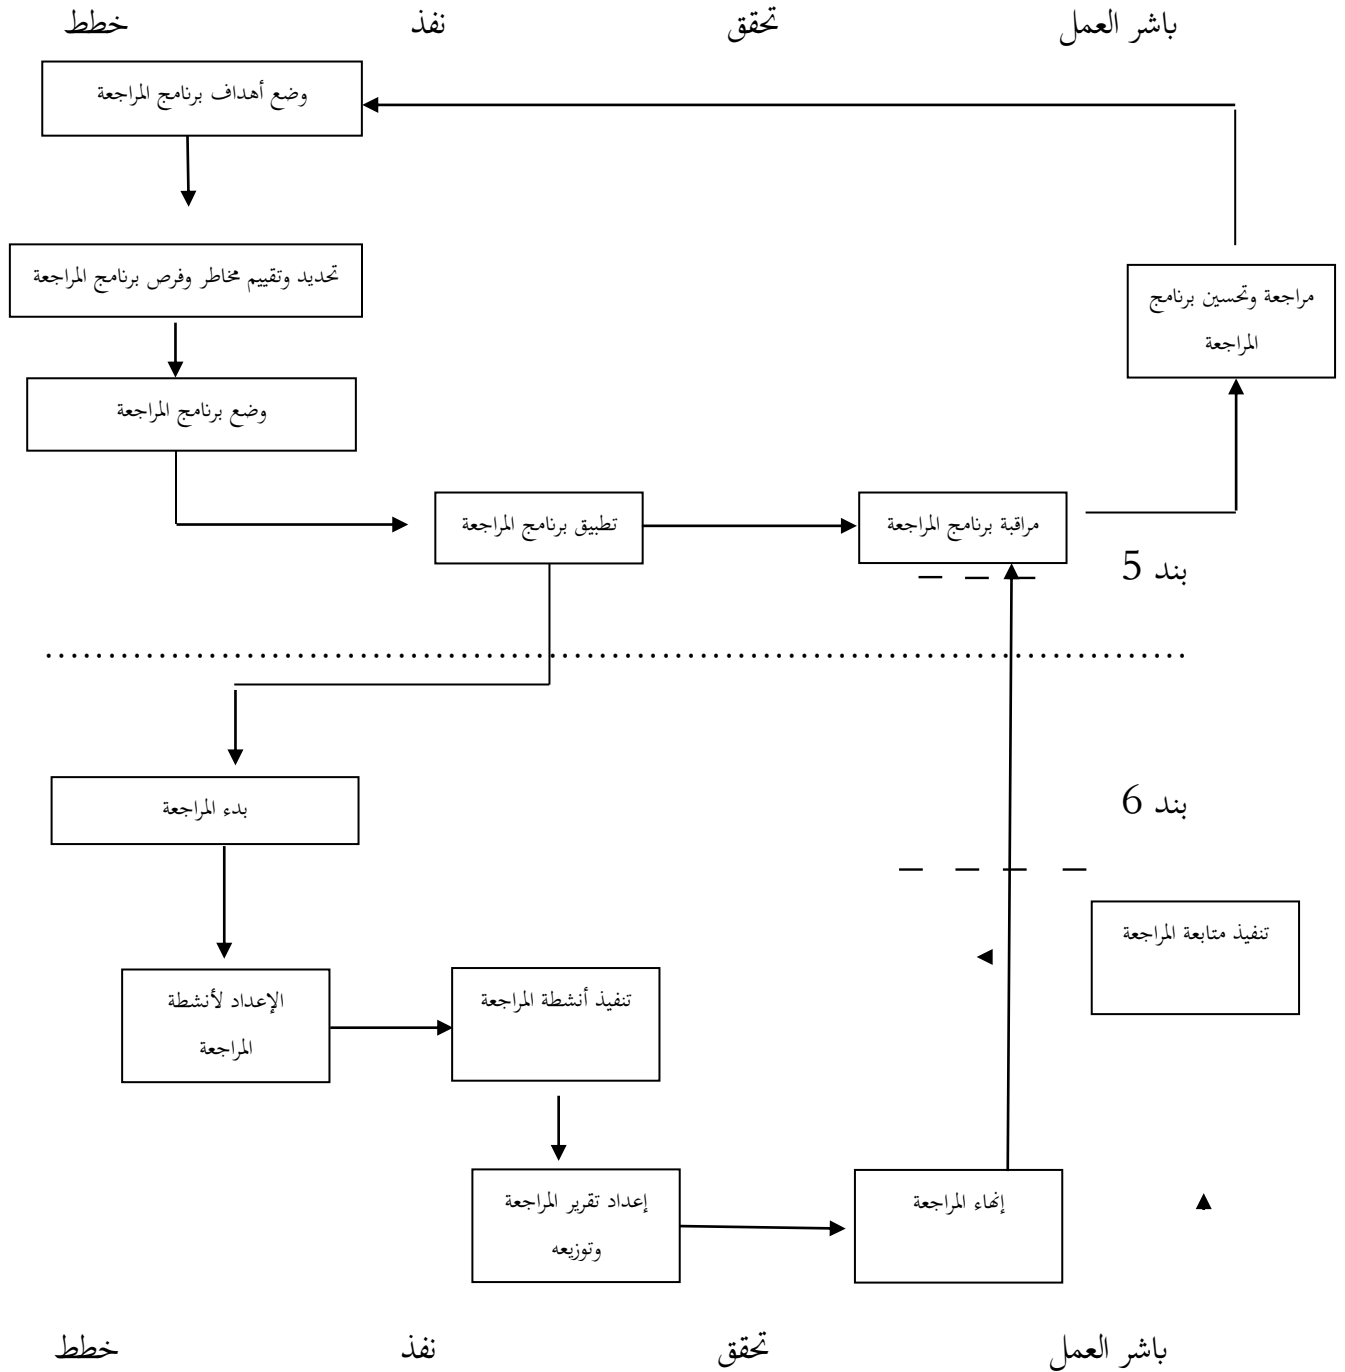 خطط
نفذ
تحقق
باشر العمل
وضع أهداف برنامج المراجعة
تحديد وتقييم مخاطر وفرص برنامج المراجعة
مراجعة وتحسين برنامج
المراجعة
وضع برنامج المراجعة
تطبيق برنامج المراجعة
مراقبة برنامج المراجعة
بند 5
بدء المراجعة
بند 6
تنفيذ متابعة المراجعة
الإعداد لأنشطة
المراجعة
تنفيذ أنشطة المراجعة
إعداد تقرير المراجعة
وتوزيعه
إنهاء المراجعة
خطط
نفذ
تحقق
باشر العمل